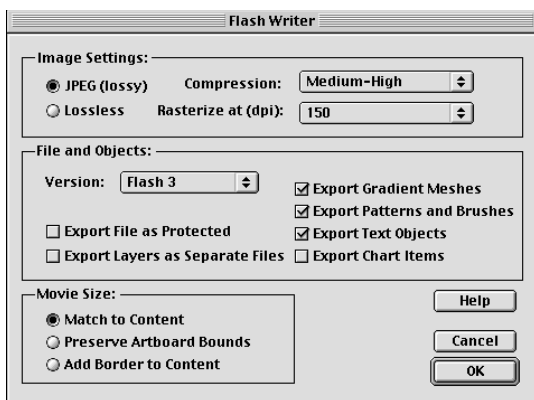 Flash Writer
Image Settings:
JPEG (lossy) Compression: Medium-High
Lossless Rasterize at (dpi): 150
File and Objects:
Version: Flash 3
Export Gradient Meshes
Export Patterns and Brushes
Export File as Protected Export Text Objects
Export Layers as Separate Files Export Chart Items
Movie Size:
Help
Match to Content
Preserve Artboard Bounds Cancel
Add Border to Content OK